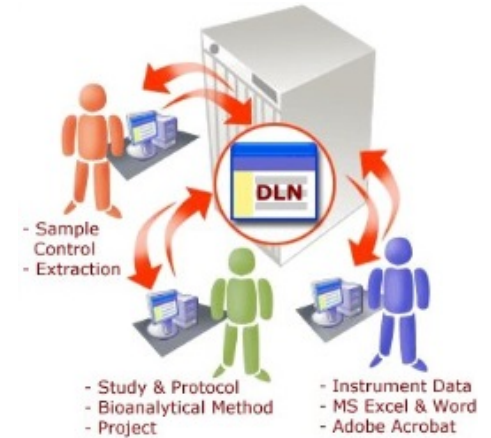 DLN
- Sample
Control
- Extraction
- Study & Protocol
- Bioanalytical Method
- Project
- Instrument Data
- MS Excel & Word
- Adobe Acrobat